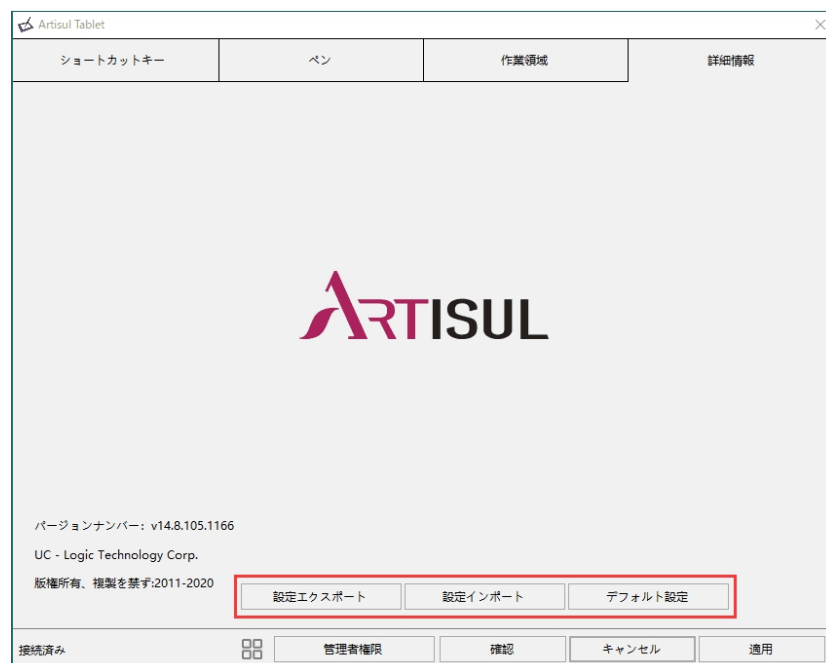 Artisul Tablet
ショートカットキー ペン 作業領域 詳細情報
ARTISUL
パージョンナンバー: v14.8.105.1166
UC - Logic Technology Corp.
版権所有、複製を禁ず:2011-2020
設定エクスポート 設定インポート デフォルト設定
接続済み 管理者権限 確認 キャンセル 適用